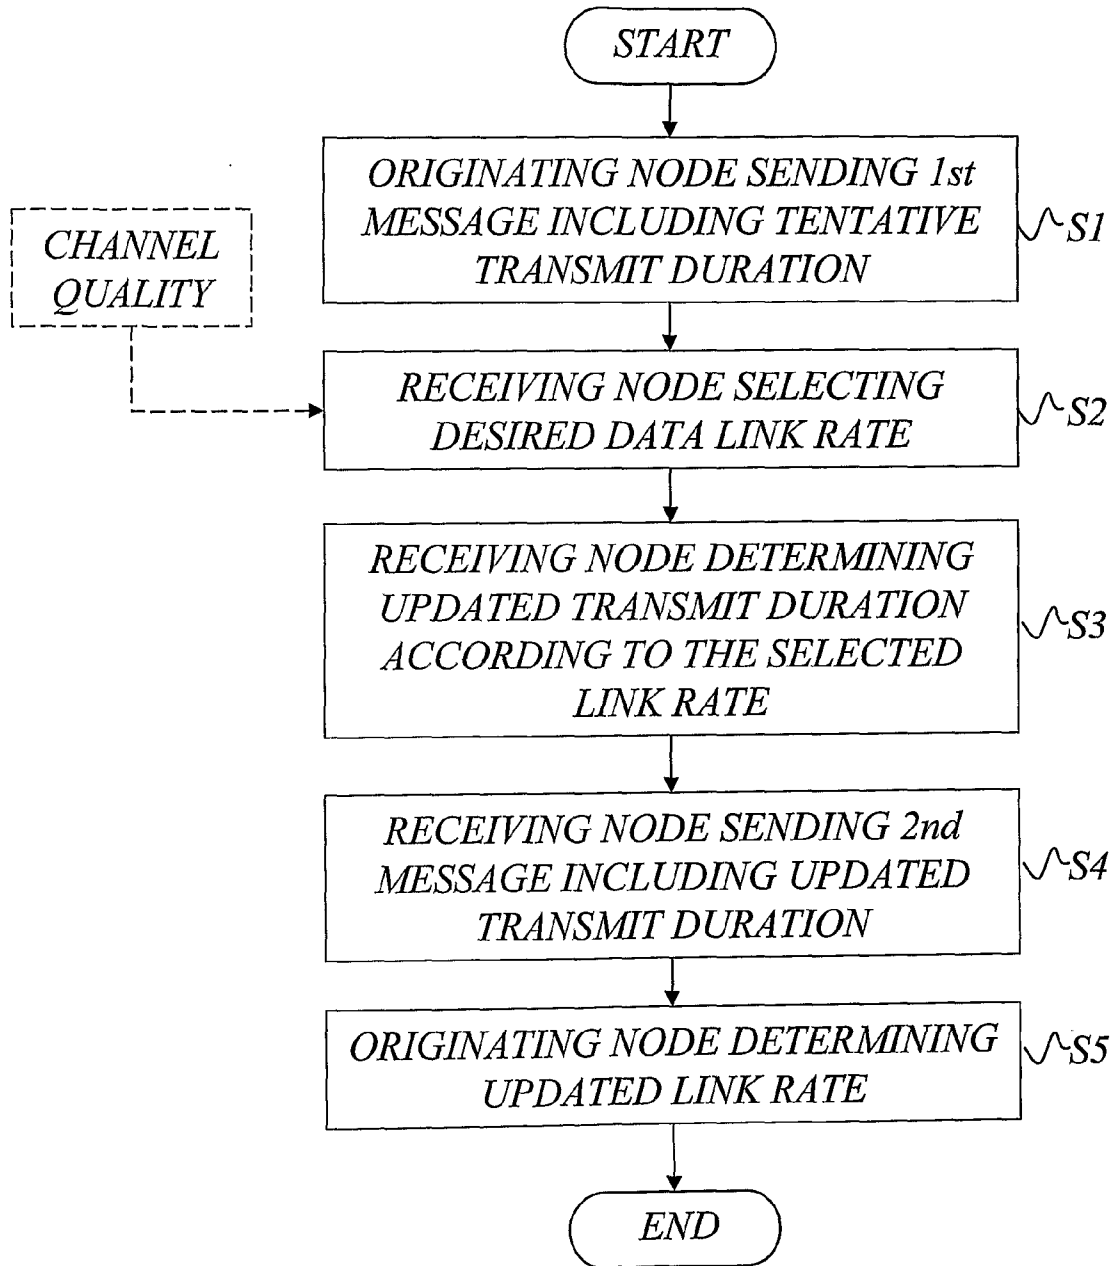 START
ORIGINATING NODE SENDING 1st
MESSAGE INCLUDING TENTATIVE
TRANSMIT DURATION
S1
CHANNEL
QUALITY
RECEIVING NODE SELECTING
DESIRED DATA LINK RATE
S2
RECEIVING NODE DETERMINING
UPDATED TRANSMIT DURATION
ACCORDING TO THE SELECTED
LINK RATE
S3
RECEIVING NODE SENDING 2nd
MESSAGE INCLUDING UPDATED
TRANSMIT DURATION
S4
ORIGINATING NODE DETERMINING
UPDATED LINK RATE
S5
END